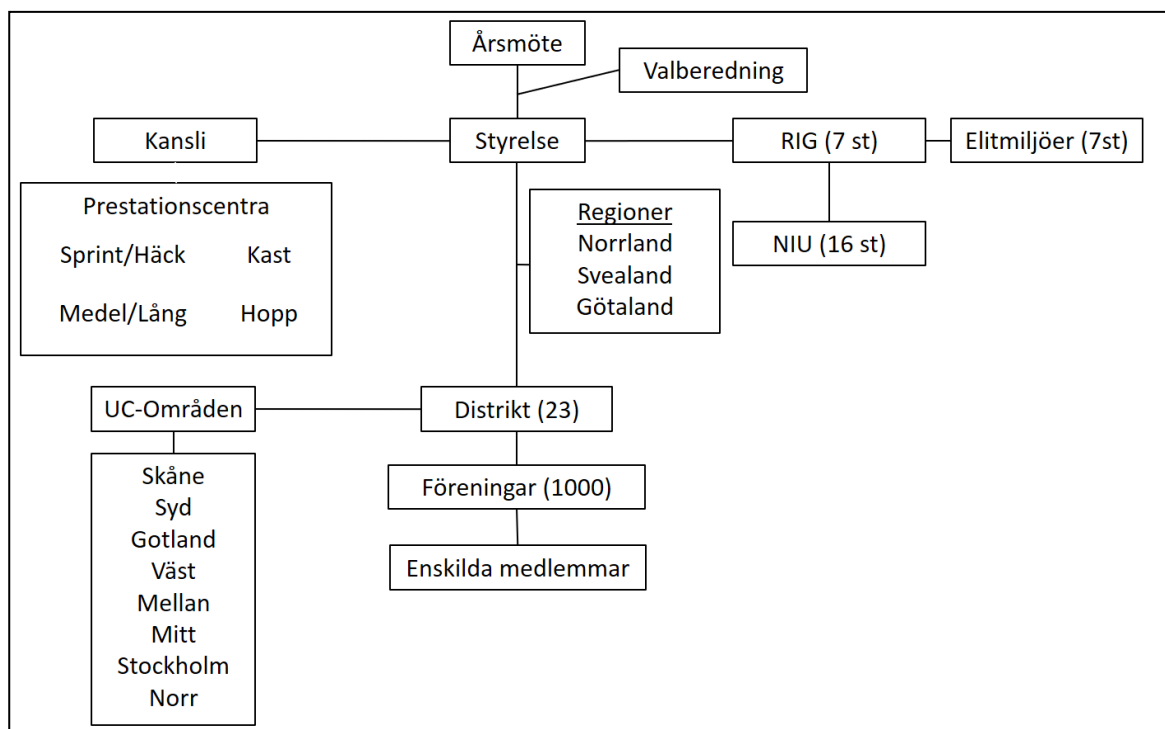 Årsmöte
Valberedning
Kansli
Styrelse
RIG (7 st)
Elitmiljöer (7st)
Prestationscentra
Sprint/Häck
Kast
Medel/Lång
Hopp
Regioner
Norrland
Svealand
Götaland
NIU (16 st)
UC-Områden
Distrikt (23)
Skåne
Syd
Gotland
Väst
Mellan
Mitt
Stockholm
Norr
Föreningar (1000)
Enskilda medlemmar